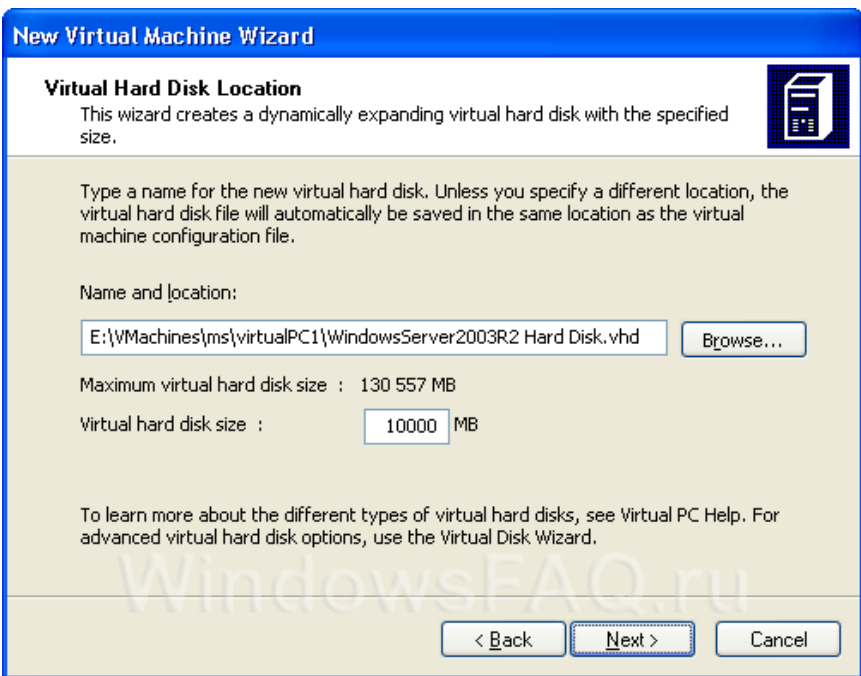 New Virtual Machine Wizard
Virtual Hard Disk Location
This wizard creates a dynamically expanding virtual hard disk with the specified
size.
Type a name for the new virtual hard disk. Unless you specify a different location, the
virtual hard disk file will automatically be saved in the same location as the virtual
machine configuration file.
Name and location:
E:\VMachines\ms\virtualPC1\WindowsServer2003R2 Hard Disk.vhd
Browse...
Maximum virtual hard disk size : 130 557 MB
Virtual hard disk size : 10000 MB
To learn more about the different types of virtual hard disks, see Virtual PC Help. For
advanced virtual hard disk options, use the Virtual Disk Wizard.
WindowsFAQ.ru
< Back Next > Cancel